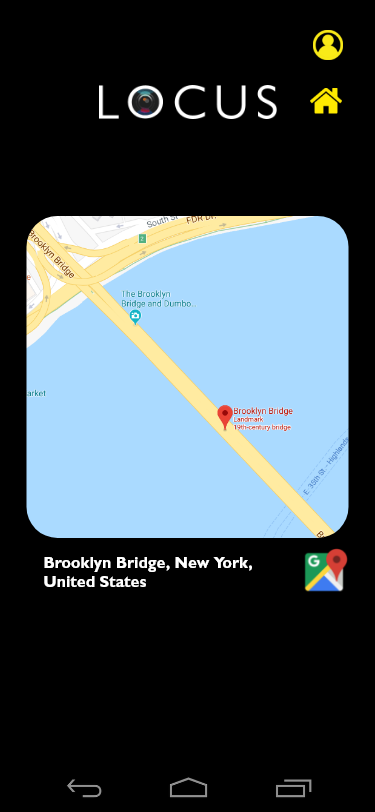 LOCUS
South St
FDR Dr.
Brooklyn Bridge
2
e
The Brooklyn
Bridge and Dumbo..
arket
Brooklyn Bridge
Landmark
19th-century bridge
E 35th St - Highlands
B
Brooklyn Bridge, New York,
United States
G